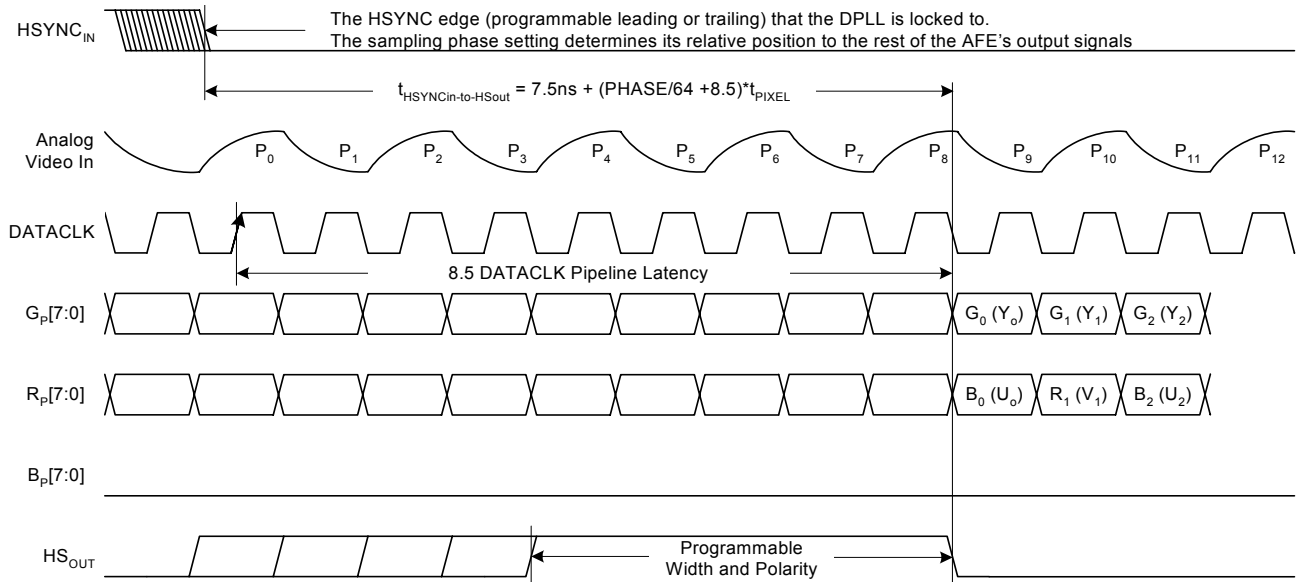 HSYNC_IN
The HSYNC edge (programmable leading or trailing) that the DPLL is locked to.
The sampling phase setting determines its relative position to the rest of the AFE's output signals
t_HSYNCin-to-HSout = 7.5ns + (PHASE/64 +8.5)*t_PIXEL
Analog
Video In
P_0 P_1 P_2 P_3 P_4 P_5 P_6 P_7 P_8 P_9 P_10 P_11 P_12
DATACLK
8.5 DATACLK Pipeline Latency
G_P[7:0]
G_0 (Y_o) G_1 (Y_1) G_2 (Y_2)
R_P[7:0]
B_0 (U_o) R_1 (V_1) B_2 (U_2)
B_P[7:0]
HS_OUT
Programmable
Width and Polarity